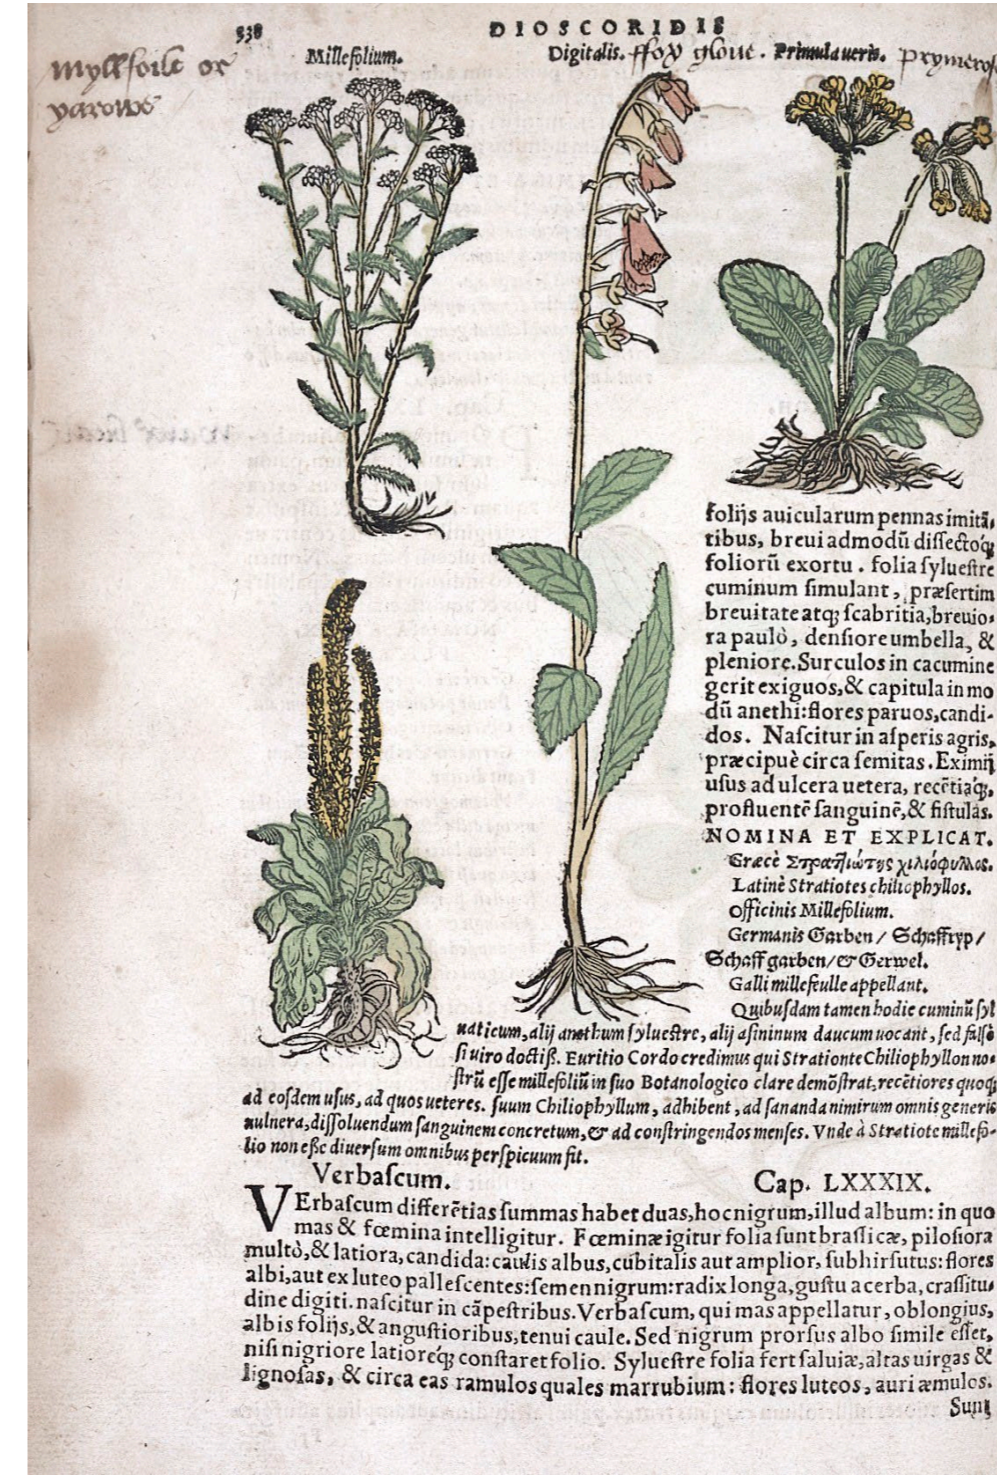 338
DIOSCORIDIS
Myllfoile or
yarowe
Millefolium.
Digitalis. ffox gloue.
Primula ueris. prymeros
folijs auicularum pennas imitã,
tibus, breui admodũ dissectoq́;
foliorũ exortu. folia syluestre
cuminum simulant, præsertim
breuitate atq; scabritia, breuio-
ra paulò, densiore umbella, &
pleniore. Surculos in cacumine
gerit exiguos, & capitula in mo
dũ anethi: flores paruos, candi-
dos. Nascitur in asperis agris,
præcipuè circa semitas. Eximij
usus ad ulcera uetera, recẽtiaq́;,
profluentẽ sanguinẽ, & fistulas.
NOMINA ET EXPLICAT.
Græcè Στρατιώτης χιλιόφυλλος.
Latinè Stratiotes chiliophyllos.
Officinis Millefolium.
Germanis Garben / Schaffryp /
Schaffgarben / & Gerwel.
Galli millefeulle appellant.
Quibusdam tamen hodie cuminũ syl
uaticum, alij anethum syluestre, alij asininum daucum uocant, sed falsò
si uiro doctiß. Euritio Cordo credimus qui Strationte Chiliophyllon no-
strũ esse millefoliũ in suo Botanologico clare demõstrat, recẽtiores quoq;
ad eosdem usus, ad quos ueteres. suum Chiliophyllum, adhibent, ad sananda nimirum omnis generis
uulnera, dissoluendum sanguinem concretum, & ad constringendos menses. Vnde à Stratiote millefo-
lio non eße diuersum omnibus perspicuum fit.
Verbascum. Cap. LXXXIX.
VErbascum differẽtias summas habet duas, hoc nigrum, illud album: in quo
mas & fœmina intelligitur. Fœminæ igitur folia sunt brassicæ, pilosiora
multò, & latiora, candida: caulis albus, cubitalis aut amplior, subhirsutus: flores
albi, aut ex luteo pallescentes: semen nigrum: radix longa, gustu acerba, crassitu-
dine digiti. nascitur in cãpestribus. Verbascum, qui mas appellatur, oblongius,
albis folijs, & angustioribus, tenui caule. Sed nigrum prorsus albo simile esset,
nisi nigriore latioreq́; constaret folio. Syluestre folia fert saluiæ, altas uirgas &
lignosas, & circa eas ramulos quales marrubium: flores luteos, auri æmulos.
Sunt